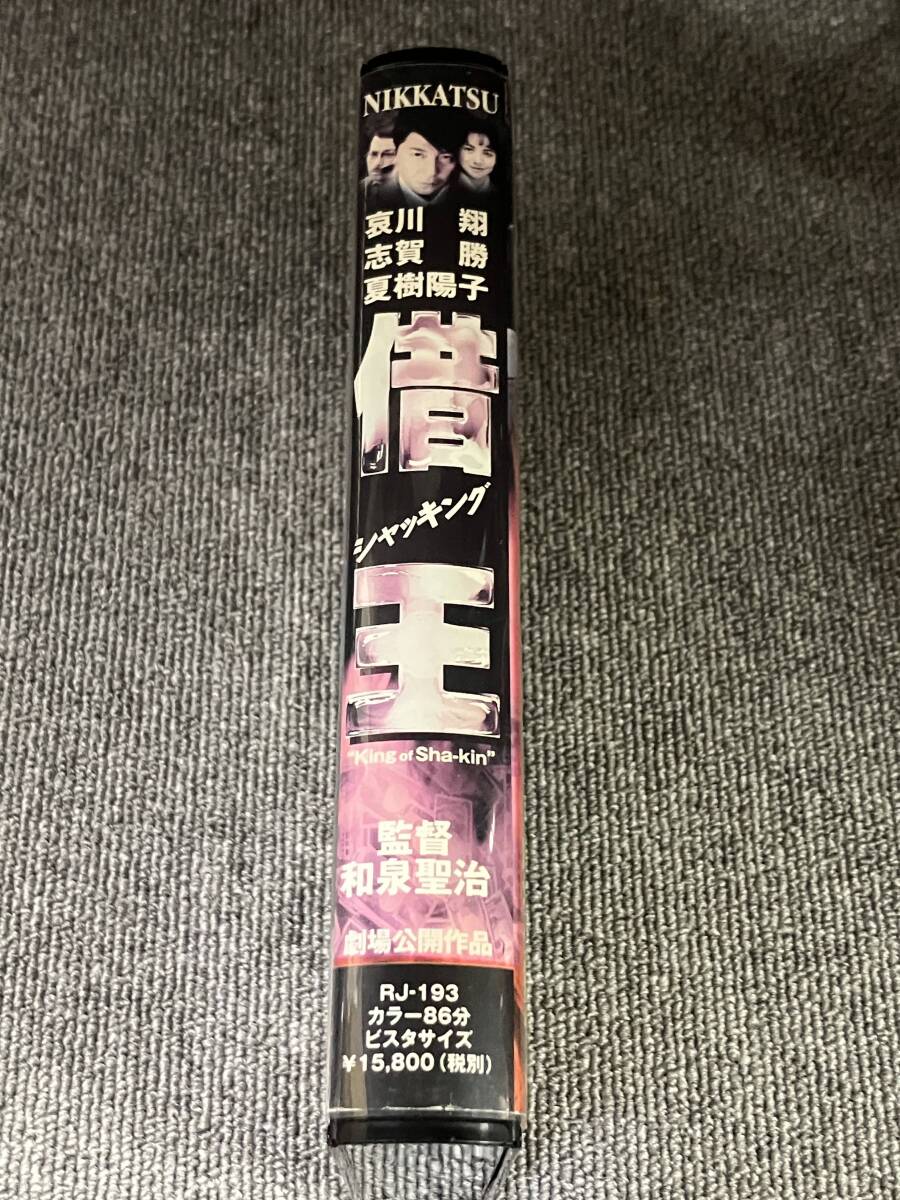 NIKKATSU
哀川 翔
志賀 勝
夏樹陽子
借
シャッキング
王
"King of Sha-kin"
監督
和泉聖治
劇場公開作品
RJ-193
カラー86分
ビスタサイズ
¥15,800(税別)